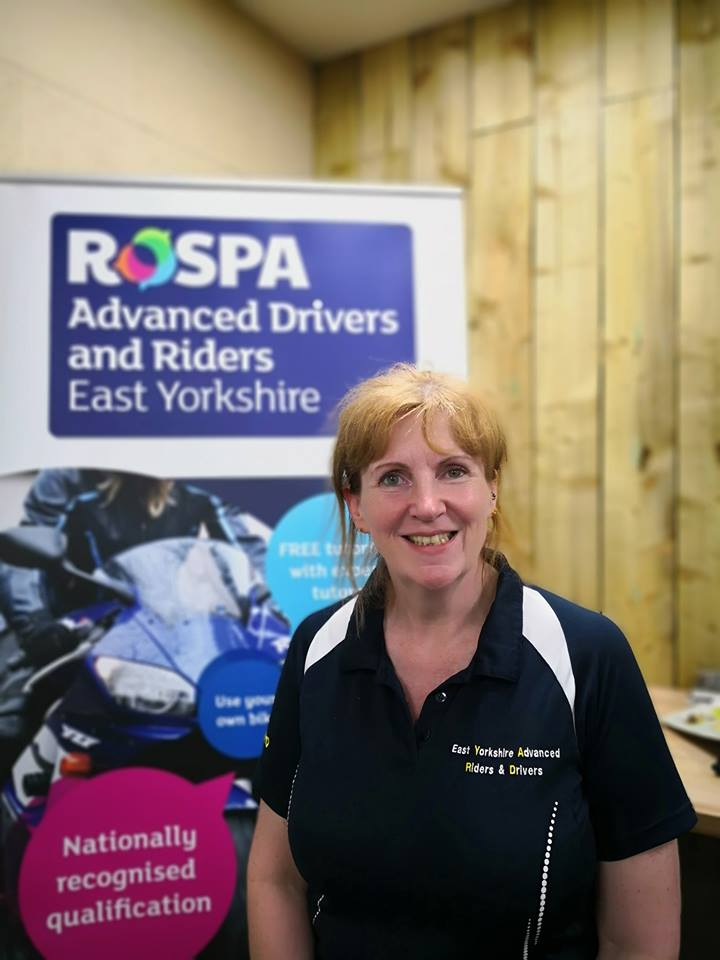 ROSPA
Advanced Drivers
and Riders
East Yorkshire
FREE
with
Use your
own
Nationally
recognised
qualification
East Yorkshire Advanced
Riders & Drivers